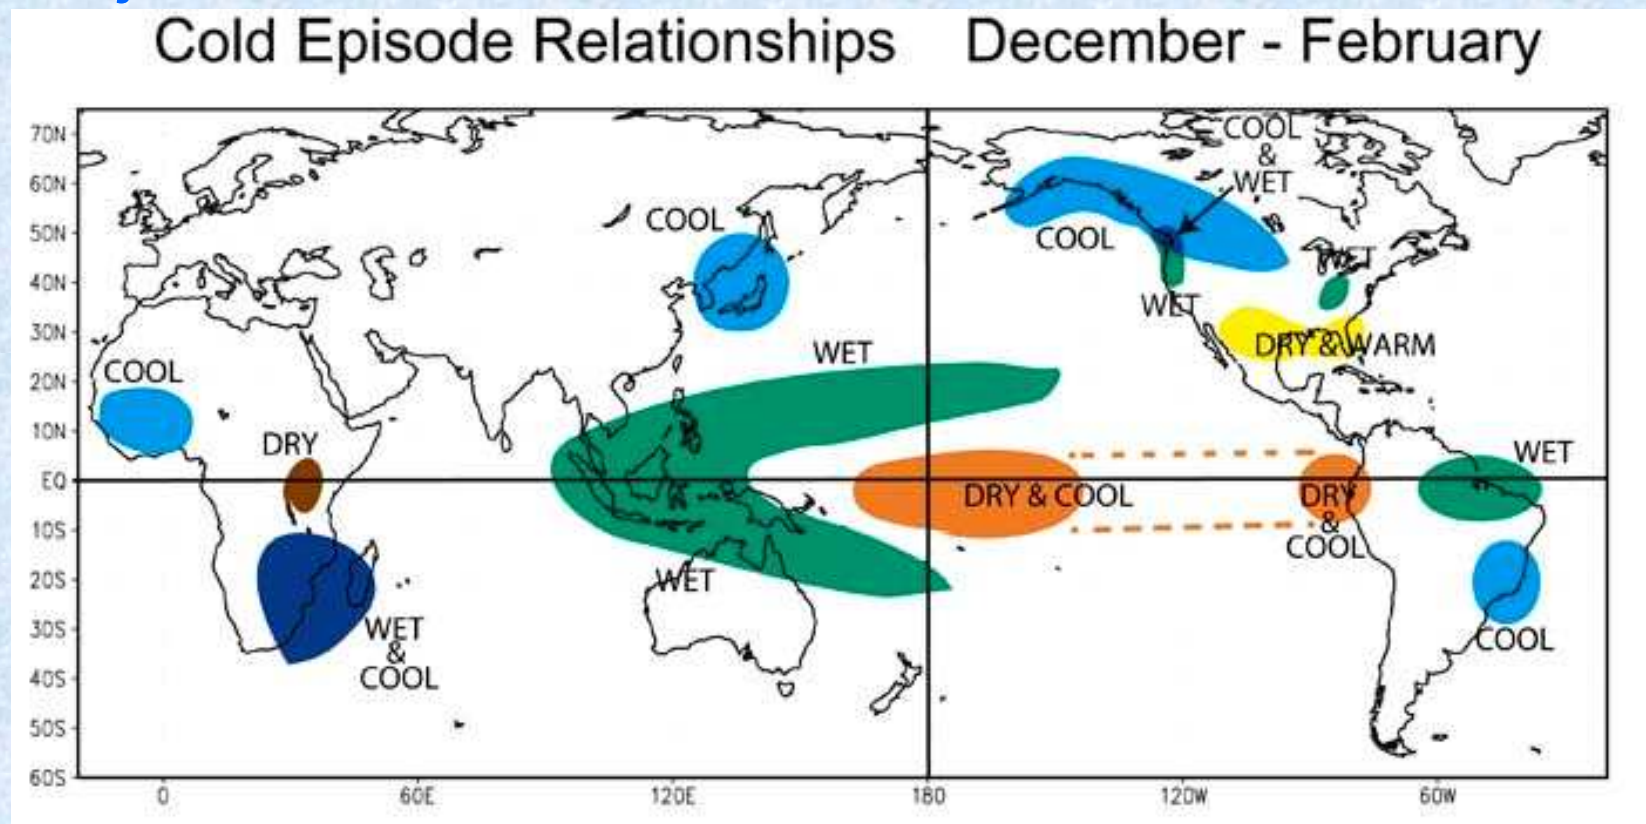 Cold Episode Relationships December - February
70N
60N
50N
40N
30N
20N
10N
EQ
10S
20S
30S
40S
50S
60S
0
60E
120E
180
120W
60W
COOL
DRY
WET
&
COOL
COOL
WET
WET
DRY & COOL
COOL
COOL
&
WET
WET
WET
DRY & WARM
DRY
&
COOL
WET
COOL